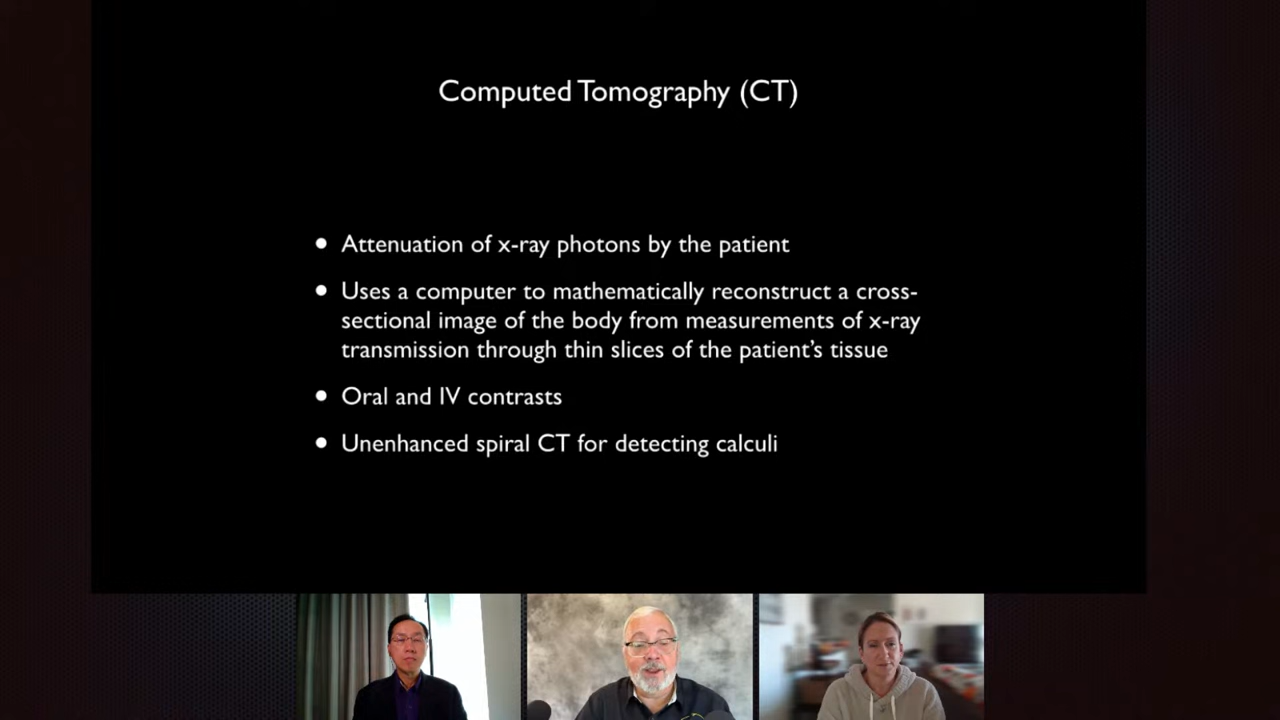 Computed Tomography (CT)
• Attenuation of x-ray photons by the patient
• Uses a computer to mathematically reconstruct a cross-
sectional image of the body from measurements of x-ray
transmission through thin slices of the patient’s tissue
• Oral and IV contrasts
• Unenhanced spiral CT for detecting calculi